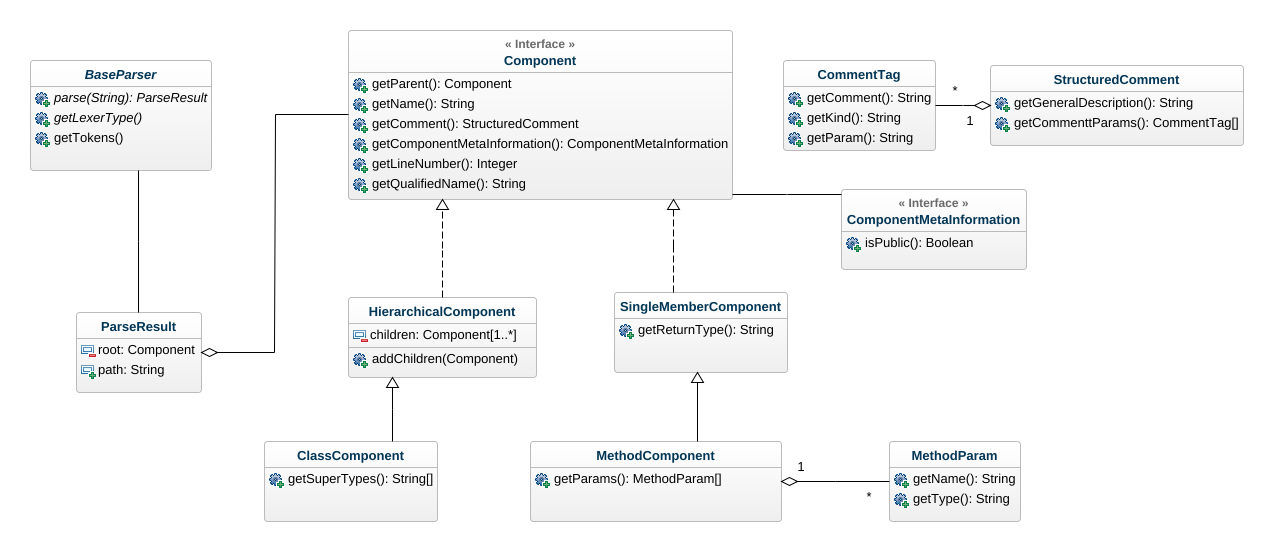 BaseParser
parse(String): ParseResult
getLexerType()
getTokens()
« Interface »
Component
getParent(): Component
getName(): String
getComment(): StructuredComment
getComponentMetaInformation(): ComponentMetaInformation
getLineNumber(): Integer
getQualifiedName(): String
CommentTag
getComment(): String
getKind(): String
getParam(): String
*
1
StructuredComment
getGeneralDescription(): String
getCommenttParams(): CommentTag[]
« Interface »
ComponentMetaInformation
isPublic(): Boolean
ParseResult
root: Component
path: String
HierarchicalComponent
children: Component[1..*]
addChildren(Component)
SingleMemberComponent
getReturnType(): String
ClassComponent
getSuperTypes(): String[]
MethodComponent
getParams(): MethodParam[]
1
*
MethodParam
getName(): String
getType(): String